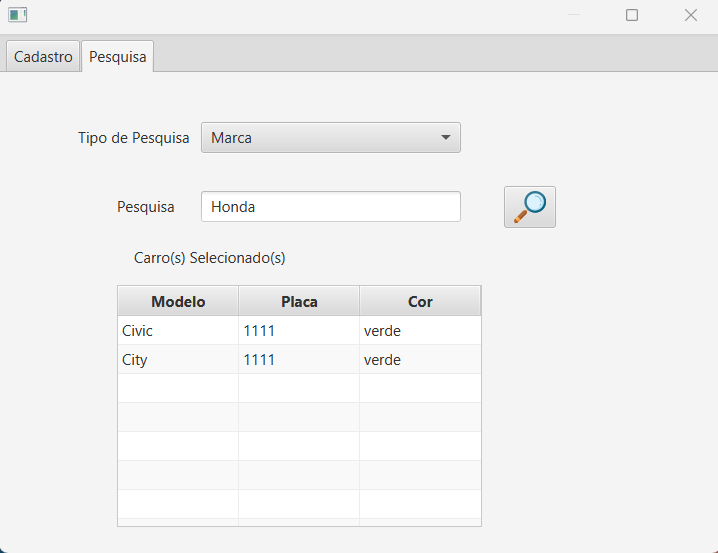 Cadastro Pesquisa
Tipo de Pesquisa Marca
Pesquisa Honda
Carro(s) Selecionado(s)
Modelo Placa Cor
Civic 1111 verde
City 1111 verde